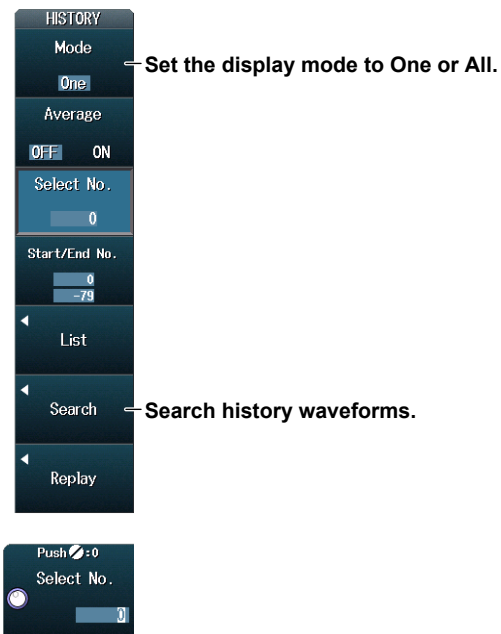 HISTORY
Mode
One
Set the display mode to One or All.
Average
OFF ON
Select No.
0
Start/End No.
0
-79
List
Search
Search history waveforms.
Replay
Push :0
Select No.
0